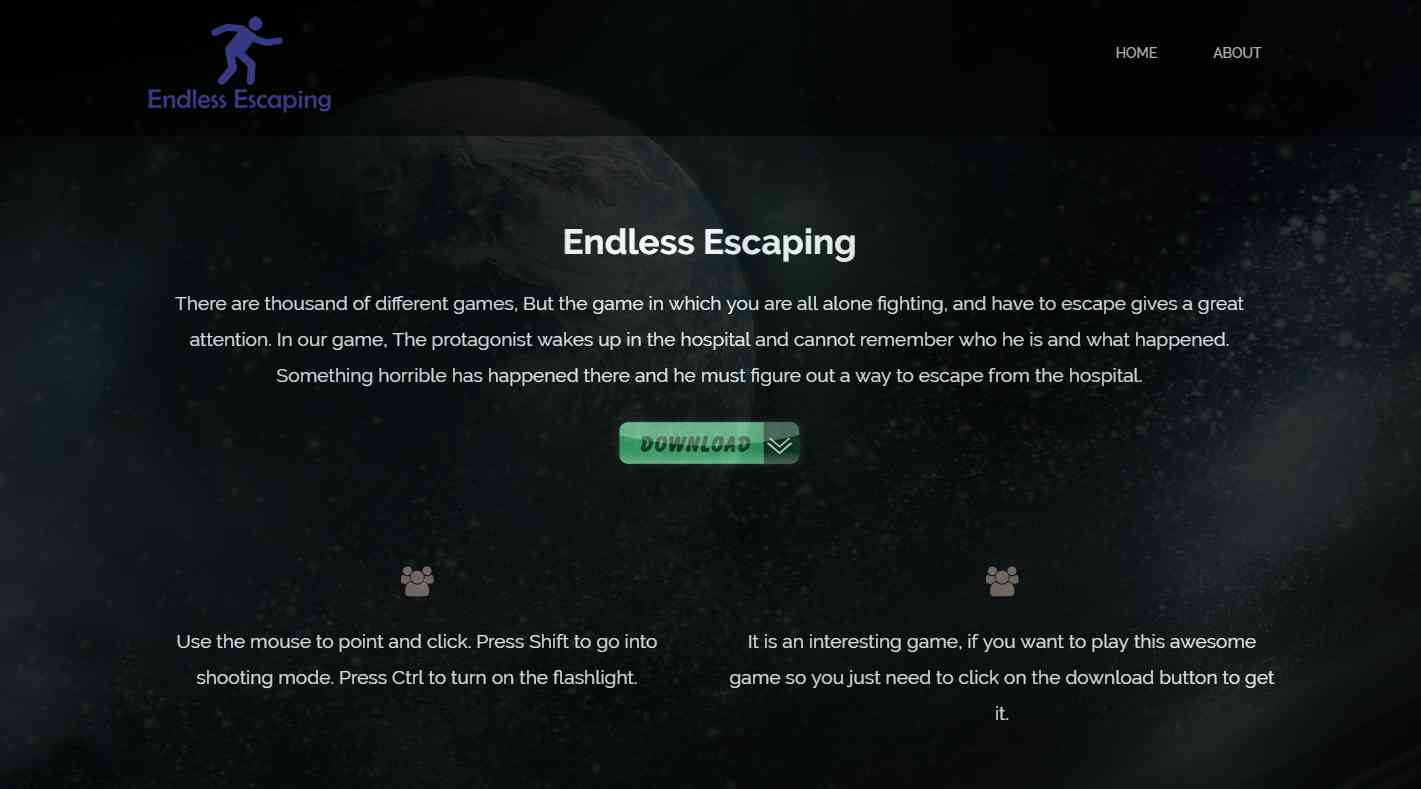 Endless Escaping
HOME
ABOUT
Endless Escaping
There are thousand of different games, But the game in which you are all alone fighting, and have to escape gives a great
attention. In our game, The protagonist wakes up in the hospital and cannot remember who he is and what happened.
Something horrible has happened there and he must figure out a way to escape from the hospital.
DOWNLOAD
Use the mouse to point and click. Press Shift to go into
shooting mode. Press Ctrl to turn on the flashlight.
It is an interesting game, if you want to play this awesome
game so you just need to click on the download button to get
it.